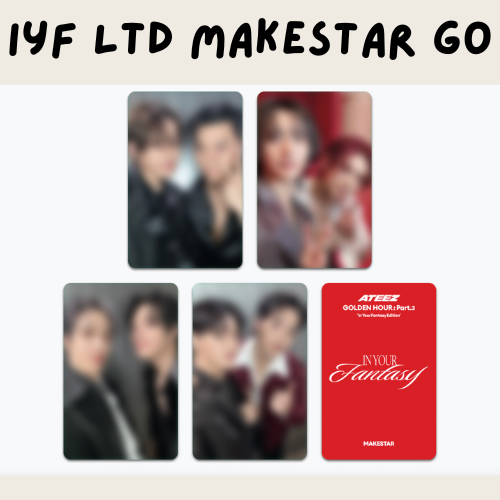 IYF LTD MAKESTAR GO
ATEEZ
GOLDEN HOUR : Part.3
'In Your Fantasy Edition'
IN YOUR
Fantasy
MAKESTAR